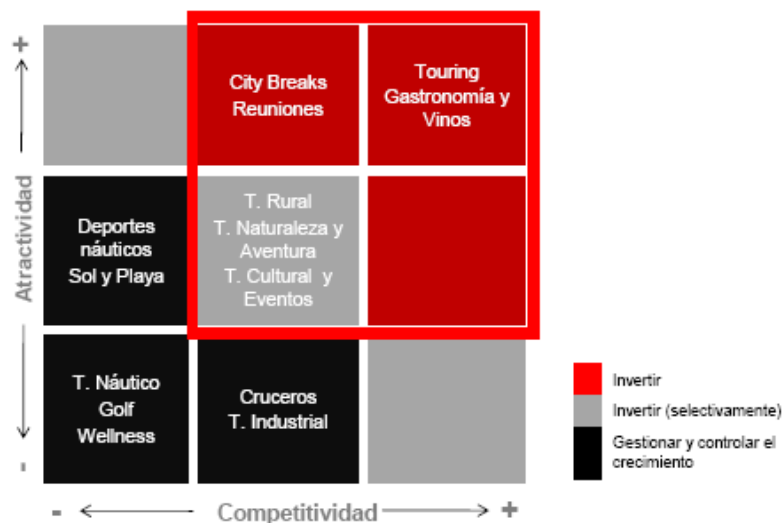 +
City Breaks
Reuniones
Touring
Gastronomía y
Vinos
Atractividad
Deportes
náuticos
Sol y Playa
T. Rural
T. Naturaleza y
Aventura
T. Cultural y
Eventos
T. Náutico
Golf
Wellness
Cruceros
T. Industrial
-
- Competitividad +
Invertir
Invertir (selectivamente)
Gestionar y controlar el
crecimiento